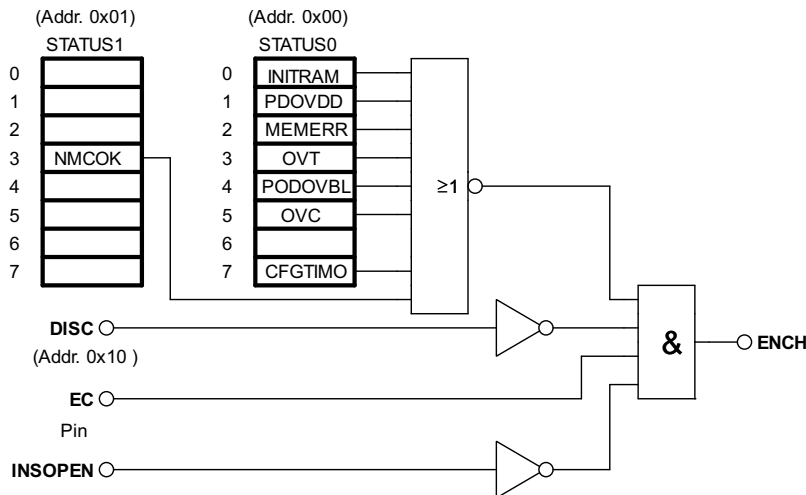 (Addr. 0x01) (Addr. 0x00)
STATUS1 STATUS0
0 0 INITRAM
1 1 PDOVDD
2 2 MEMERR
3 NMCOK 3 OVT
4 4 PODOVBL ≥1
5 5 OVC
6 6
7 7 CFGTIMO
DISC
(Addr. 0x10 ) & ENCH
EC
Pin
INSOPEN